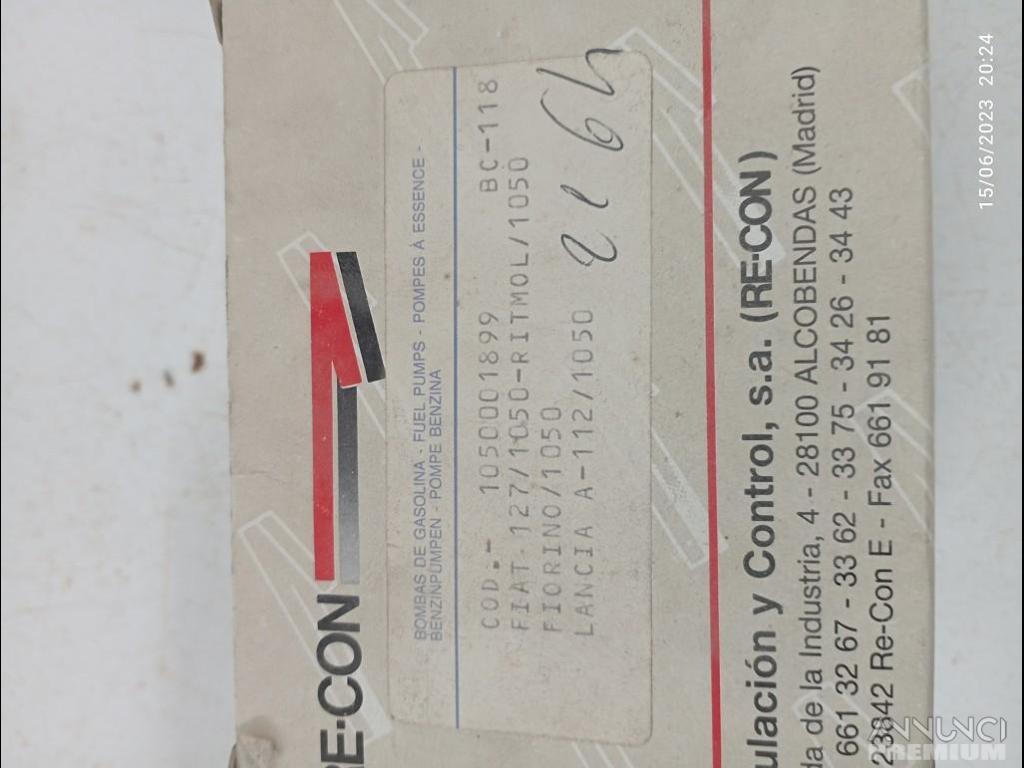 RE-CON
BOMBAS DE GASOLINA - FUEL PUMPS - POMPES À ESSENCE -
BENZINPUMPEN - POMPE BENZINA
COD.- 1050001899 BC-118
FIAT-127/1050-RITMOL/1050
FIORINO/1050
LANCIA A-112/1050
ulación y Control, s.a. (RE-CON)
da de la Industria, 4 - 28100 ALCOBENDAS (Madrid)
661 32 67 - 33 62 - 33 75 - 34 26 - 34 43
23842 Re-Con E - Fax 661 91 81
15/06/2023 20:24
ANNUNCI
PREMIUM